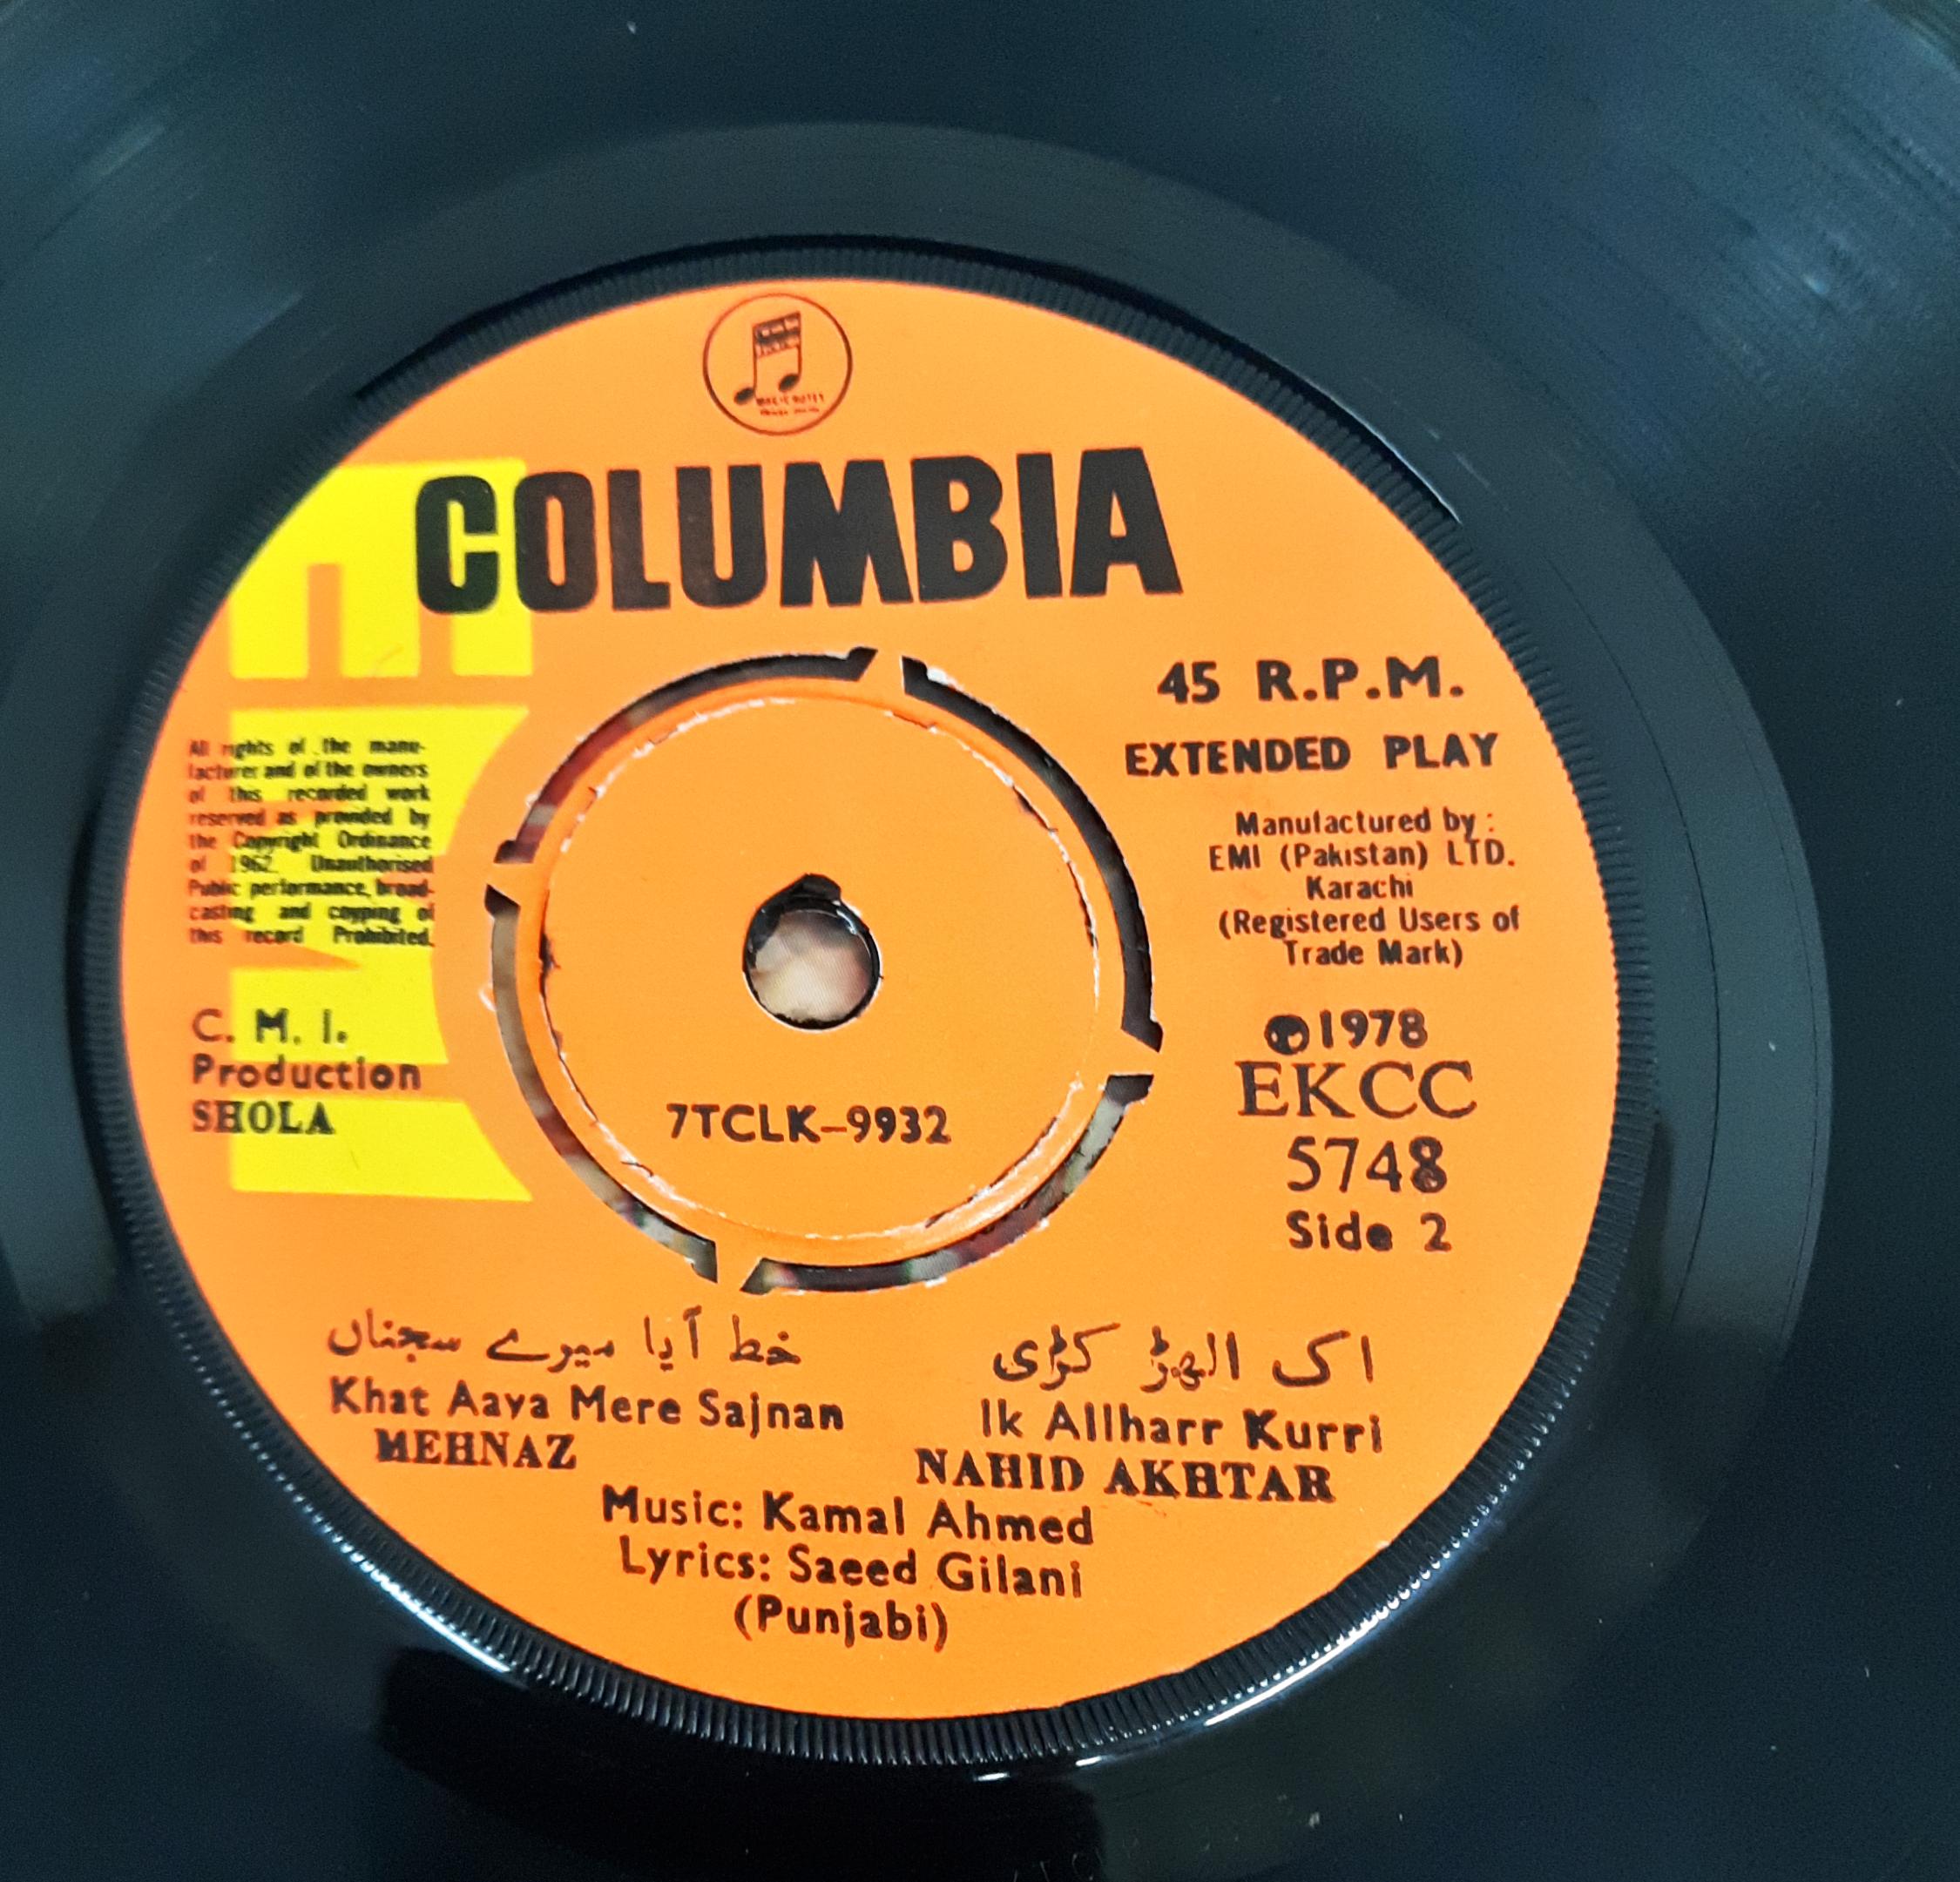 COLUMBIA
EMI
45 R.P.M.
EXTENDED PLAY
All rights of the manu-
facturer and of the owners
of this recorded work
reserved as provided by
the Copyright Ordinance
of 1962. Unauthorised
Public performance, broad-
casting and coyping of
this record Prohibited.
Manufactured by :
EMI (Pakistan) LTD.
Karachi
(Registered Users of
Trade Mark)
C. M. I.
Production
SHOLA
℗1978
EKCC
5748
Side 2
7TCLK-9932
خط آیا میرے سجناں
Khat Aaya Mere Sajnan
MEHNAZ
اک الھڑ کڑی
Ik Allharr Kurri
NAHID AKHTAR
Music: Kamal Ahmed
Lyrics: Saeed Gilani
(Punjabi)